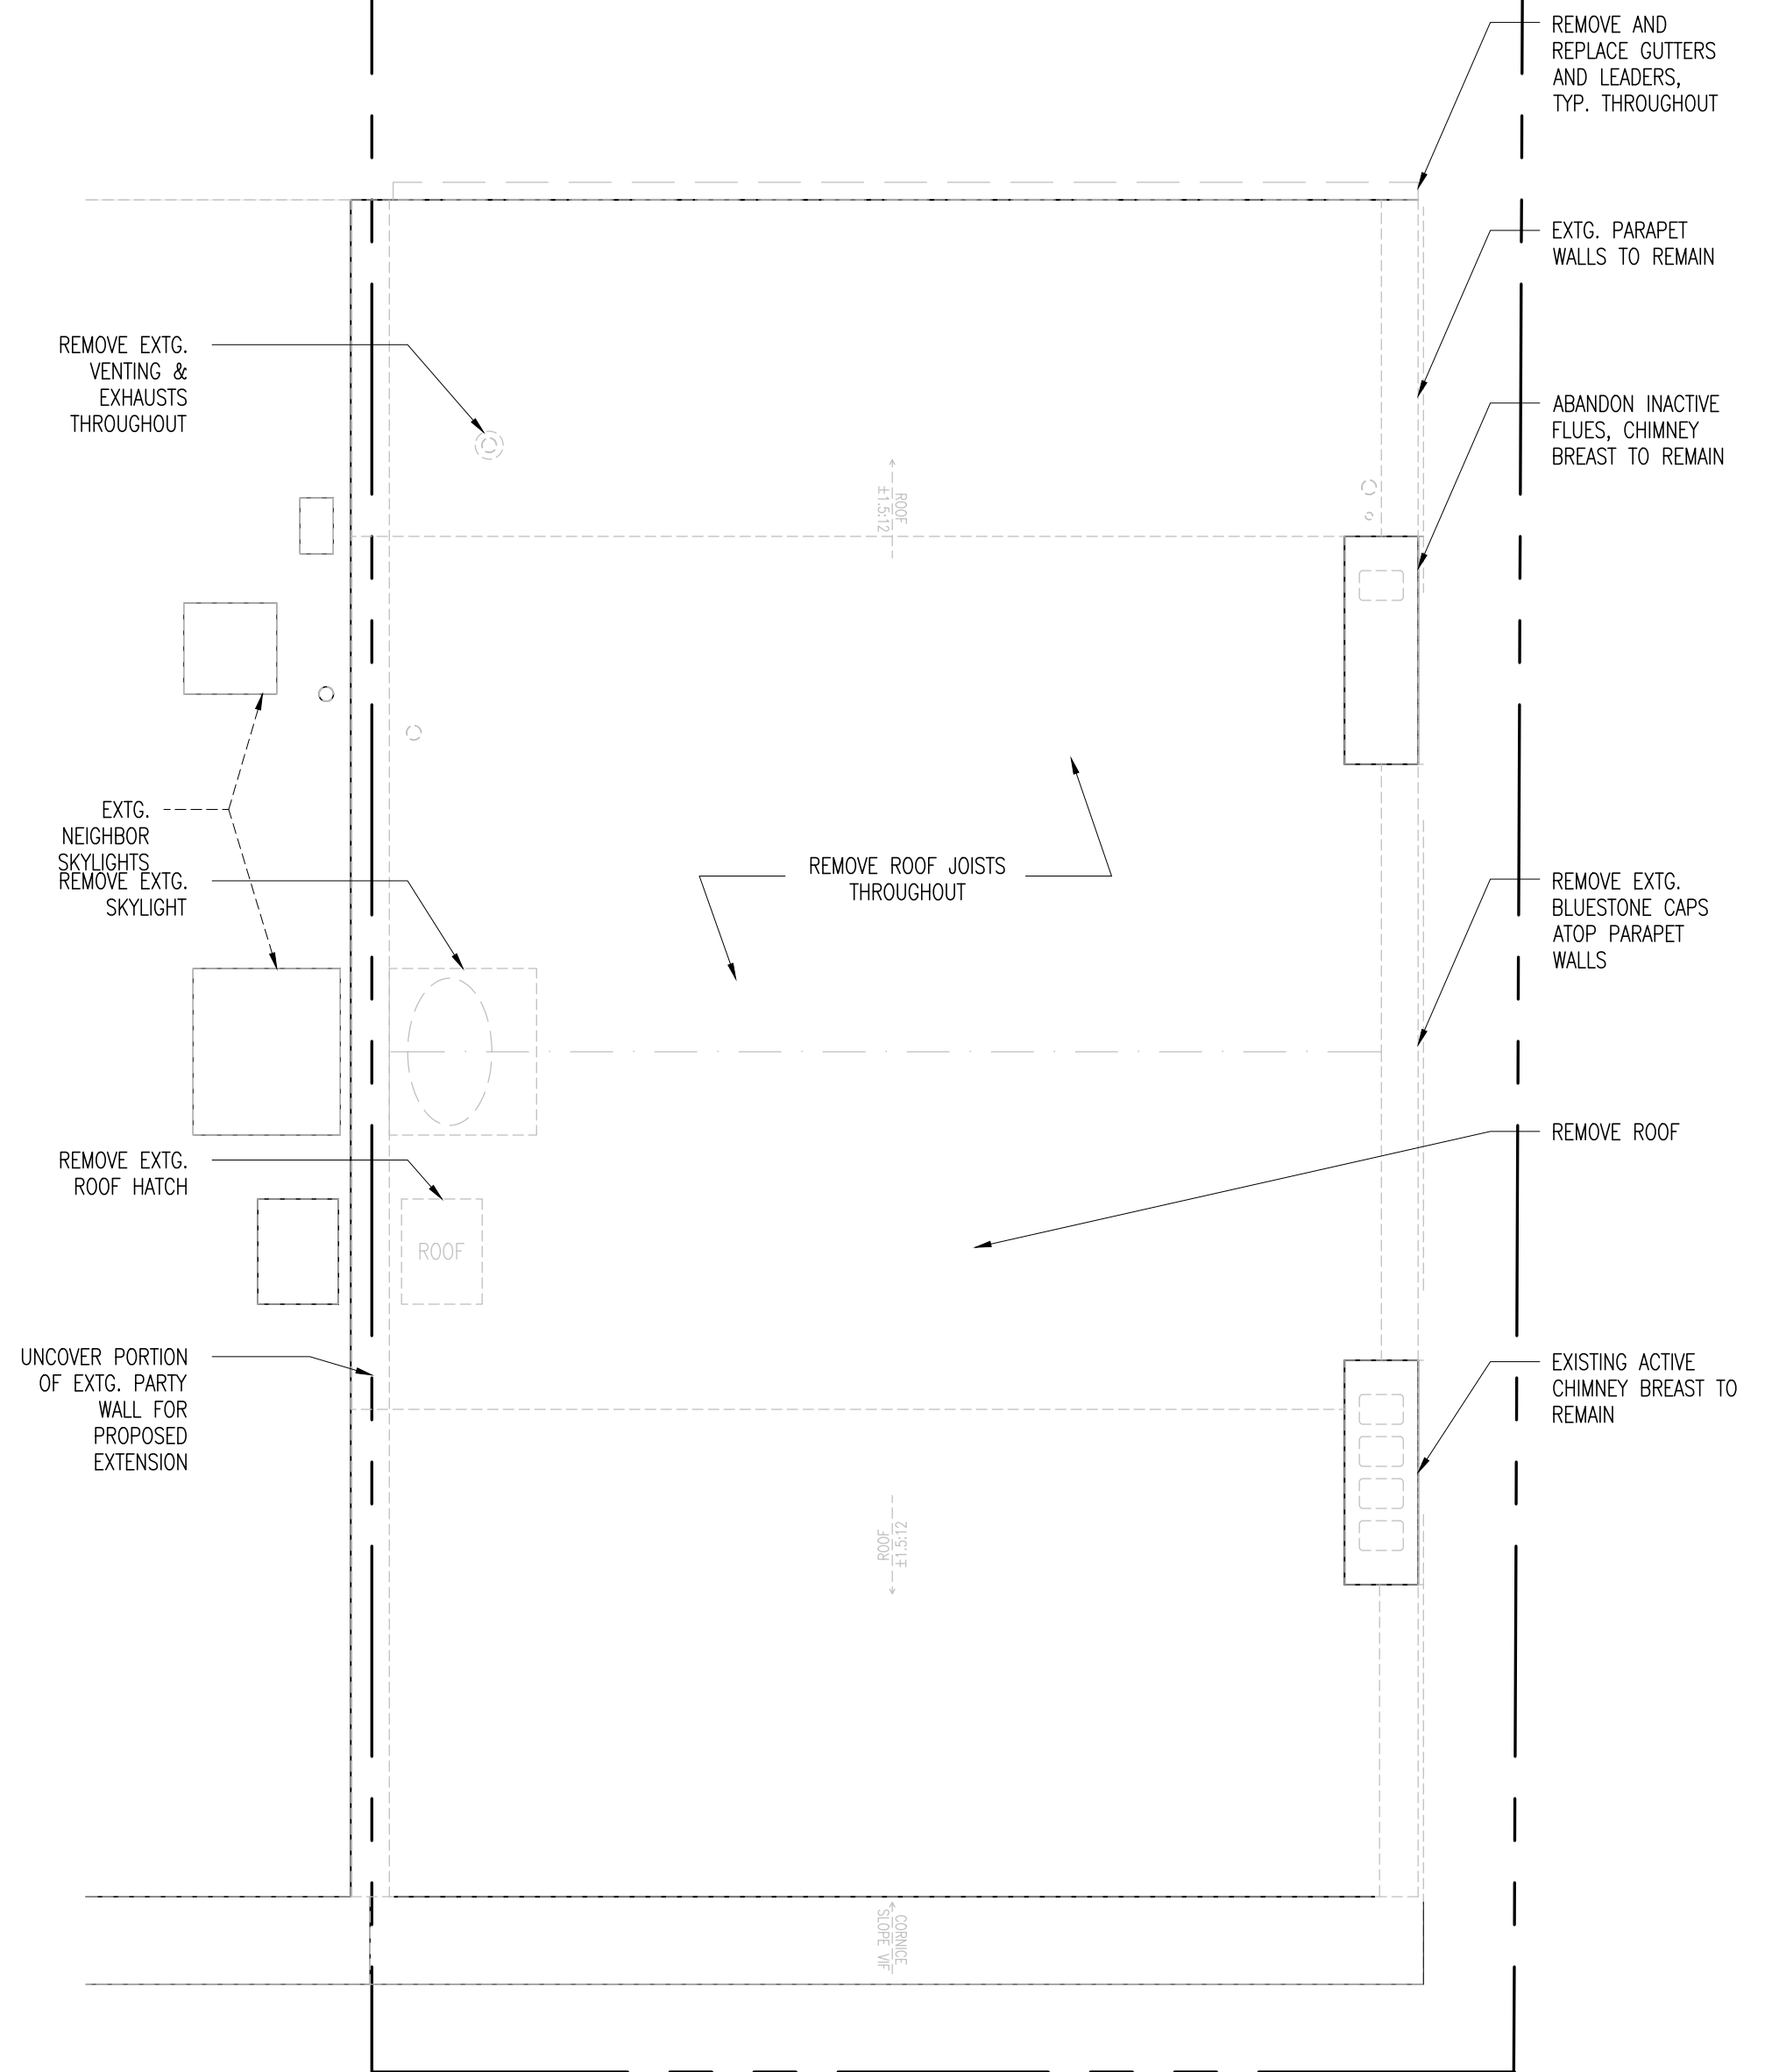 REMOVE AND
REPLACE GUTTERS
AND LEADERS,
TYP. THROUGHOUT
EXTG. PARAPET
WALLS TO REMAIN
REMOVE EXTG.
VENTING &
EXHAUSTS
THROUGHOUT
ABANDON INACTIVE
FLUES, CHIMNEY
BREAST TO REMAIN
ROOF
±1.5:12
EXTG.
NEIGHBOR
SKYLIGHTS
REMOVE EXTG.
SKYLIGHT
REMOVE ROOF JOISTS
THROUGHOUT
REMOVE EXTG.
BLUESTONE CAPS
ATOP PARAPET
WALLS
REMOVE ROOF
REMOVE EXTG.
ROOF HATCH
ROOF
UNCOVER PORTION
OF EXTG. PARTY
WALL FOR
PROPOSED
EXTENSION
EXISTING ACTIVE
CHIMNEY BREAST TO
REMAIN
ROOF
±1.5:12
CORNICE
SLOPE VIF